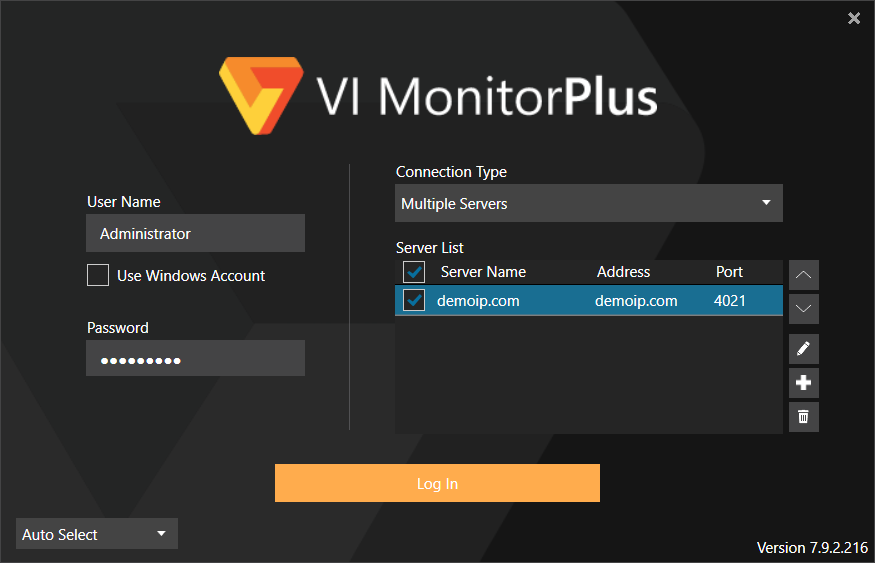 VI MonitorPlus
User Name
Administrator
Use Windows Account
Password
●●●●●●●●●
Connection Type
Multiple Servers
Server List
Server Name Address Port
demoip.com demoip.com 4021
Log In
Auto Select
Version 7.9.2.216